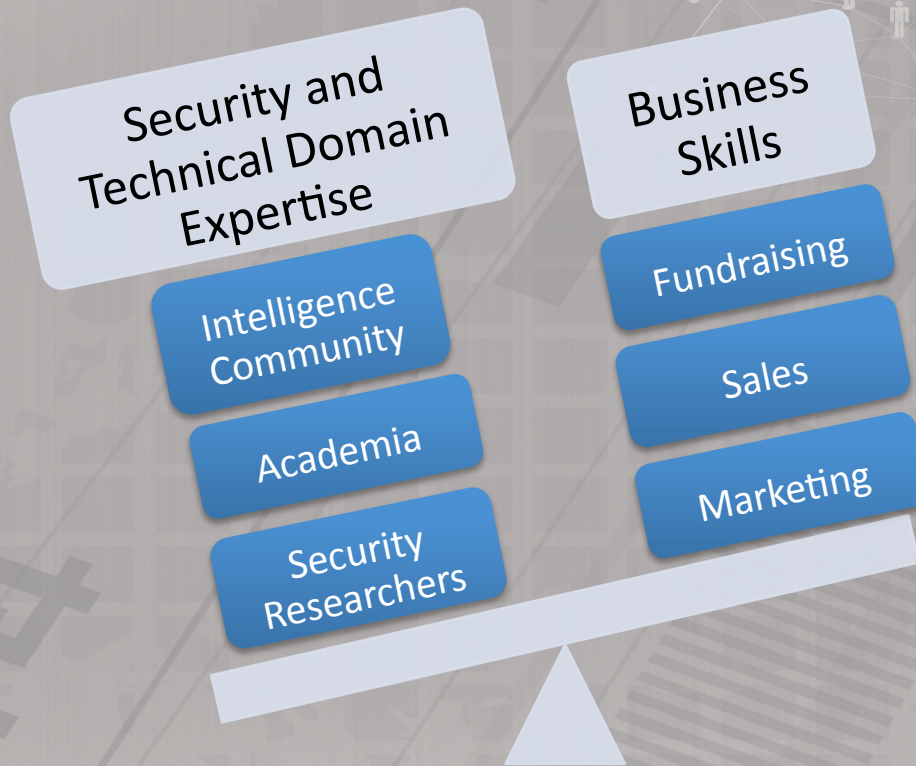 Security and
Technical Domain
Expertise
Intelligence
Community
Academia
Security
Researchers
Business
Skills
Fundraising
Sales
Marketing